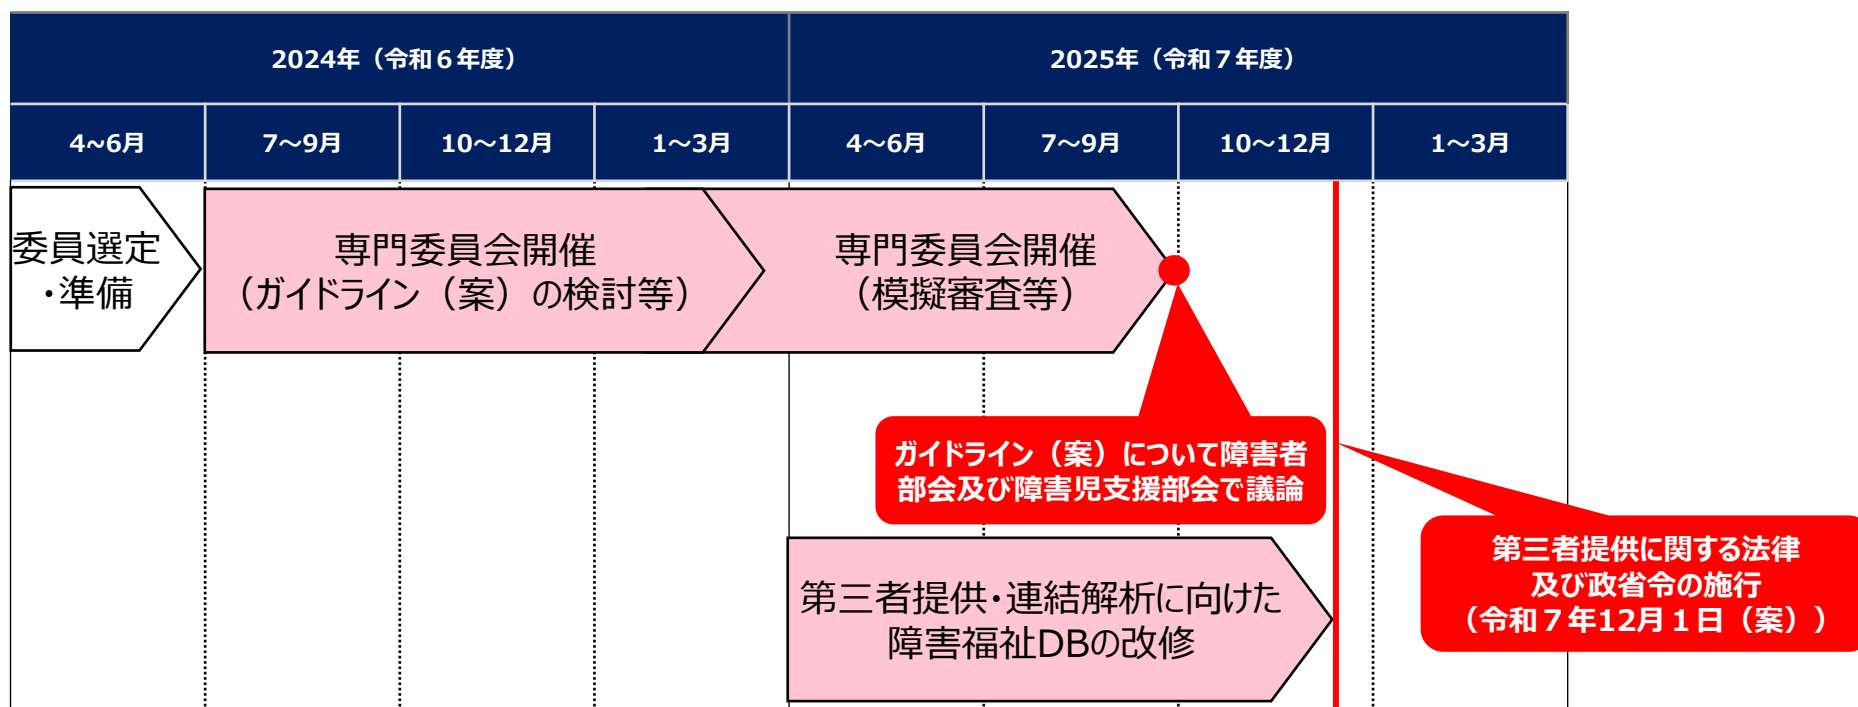 2024年（令和６年度）
2025年（令和７年度）
4~6月
7～9月
10～12月
1～3月
4～6月
7～9月
10～12月
1～3月
委員選定
・準備
専門委員会開催
（ガイドライン（案）の検討等）
専門委員会開催
（模擬審査等）
ガイドライン（案）について障害者
部会及び障害児支援部会で議論
第三者提供に関する法律
及び政省令の施行
（令和７年12月１日（案））
第三者提供・連結解析に向けた
障害福祉DBの改修